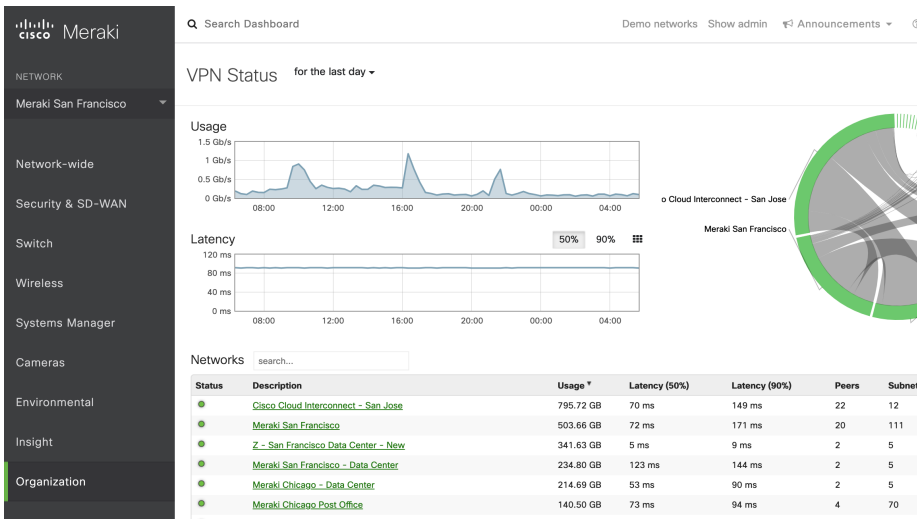 cisco Meraki
Search Dashboard
Demo networks Show admin Announcements
NETWORK
Meraki San Francisco
Network-wide
Security & SD-WAN
Switch
Wireless
Systems Manager
Cameras
Environmental
Insight
Organization
VPN Status for the last day
Usage
1.5 Gb/s
1 Gb/s
0.5 Gb/s
0 Gb/s
08:00 12:00 16:00 20:00 00:00 04:00
Latency 50% 90%
120 ms
80 ms
40 ms
0 ms
08:00 12:00 16:00 20:00 00:00 04:00
o Cloud Interconnect - San Jose
Meraki San Francisco
Networks search...
Status Description Usage Latency (50%) Latency (90%) Peers Subnet
Cisco Cloud Interconnect - San Jose 795.72 GB 70 ms 149 ms 22 12
Meraki San Francisco 503.66 GB 72 ms 171 ms 20 111
Z - San Francisco Data Center - New 341.63 GB 5 ms 9 ms 2 5
Meraki San Francisco - Data Center 234.80 GB 123 ms 144 ms 2 5
Meraki Chicago - Data Center 214.69 GB 53 ms 90 ms 2 5
Meraki Chicago Post Office 140.50 GB 73 ms 94 ms 4 70